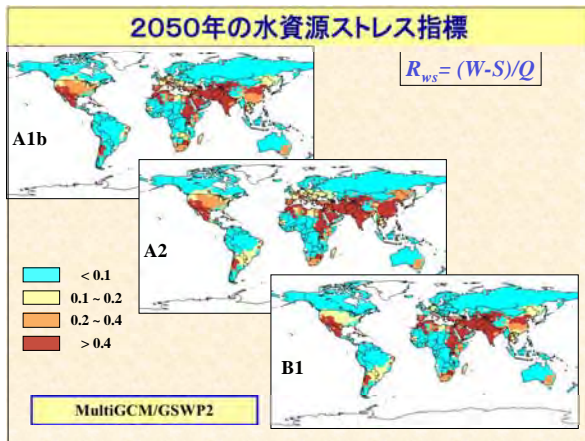 2050年の水資源ストレス指標
Rws= (W-S)/Q
A1b
A2
B1
< 0.1
0.1 ~ 0.2
0.2 ~ 0.4
> 0.4
MultiGCM/GSWP2